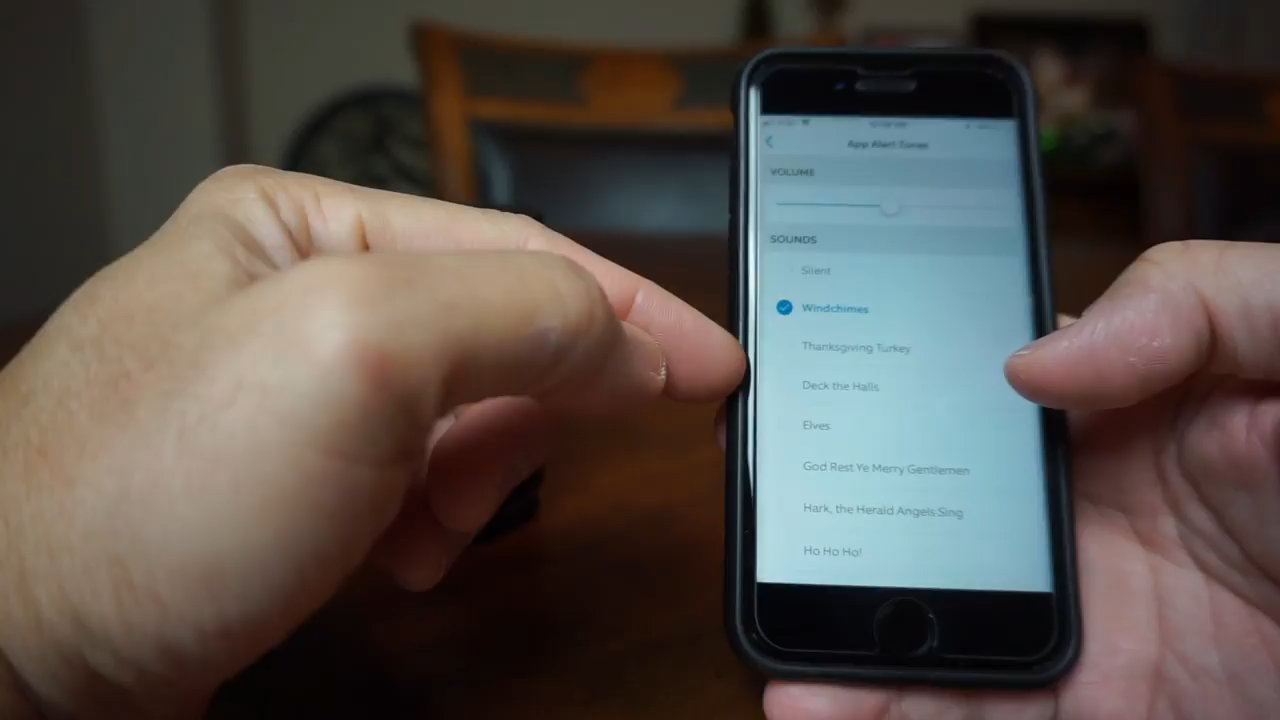 App Alert Tones
VOLUME
SOUNDS
Silent
Windchimes
Thanksgiving Turkey
Deck the Halls
Elves
God Rest Ye Merry Gentlemen
Hark, the Herald Angels Sing
Ho Ho Ho!